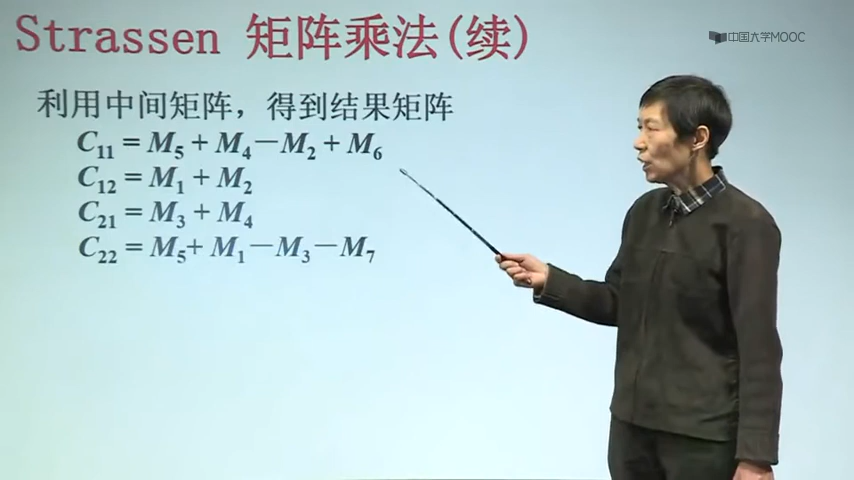 Strassen 矩阵乘法(续)
中国大学MOOC
利用中间矩阵，得到结果矩阵
C₁₁ = M₅ + M₄－M₂ + M₆
C₁₂ = M₁ + M₂
C₂₁ = M₃ + M₄
C₂₂ = M₅+ M₁－M₃－M₇